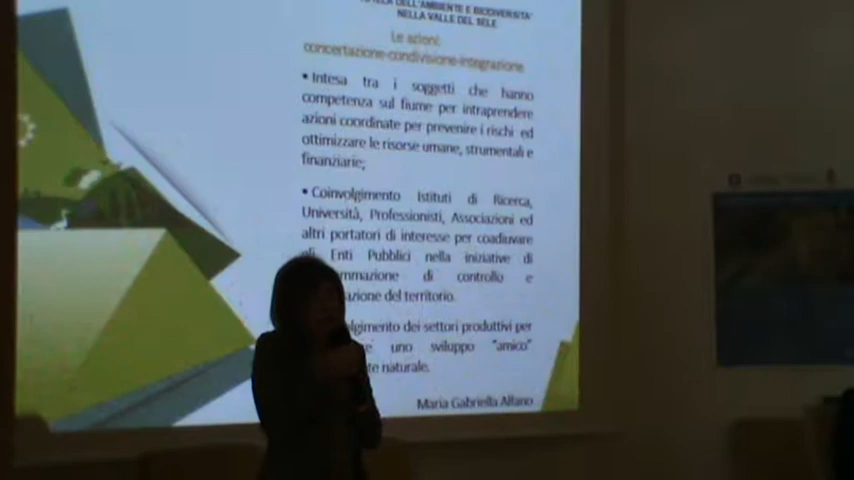 DELL'AMBIENTE E BIODIVERSITA'
NELLA VALLE DEL SELE
Le azioni:
concertazione-condivisione-integrazione
• Intesa tra i soggetti che hanno
competenza sul fiume per intraprendere
azioni coordinate per prevenire i rischi ed
ottimizzare le risorse umane, strumentali e
finanziarie;
• Coinvolgimento Istituti di Ricerca,
Università, Professionisti, Associazioni ed
altri portatori di interesse per coadiuvare
gli Enti Pubblici nella iniziative di
di controllo e
del territorio.
dei settori produttivi per
uno sviluppo "amico"
naturale.
Maria Gabriella Alfano